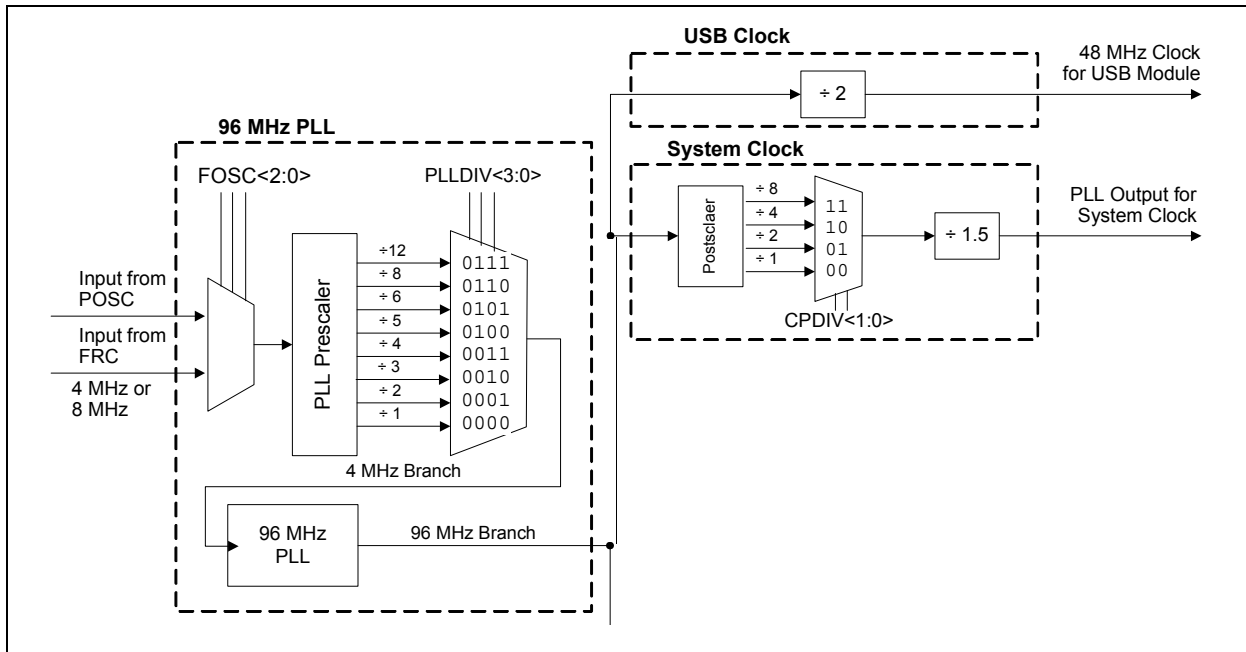 USB Clock
48 MHz Clock
for USB Module
÷ 2
96 MHz PLL
System Clock
FOSC<2:0>
PLLDIV<3:0>
÷ 8
÷ 4
÷ 2
÷ 1
11
10
01
00
Postsclaer
÷ 1.5
PLL Output for
System Clock
CPDIV<1:0>
Input from
POSC
Input from
FRC
4 MHz or
8 MHz
PLL Prescaler
÷12
÷ 8
÷ 6
÷ 5
÷ 4
÷ 3
÷ 2
÷ 1
0111
0110
0101
0100
0011
0010
0001
0000
4 MHz Branch
96 MHz
PLL
96 MHz Branch